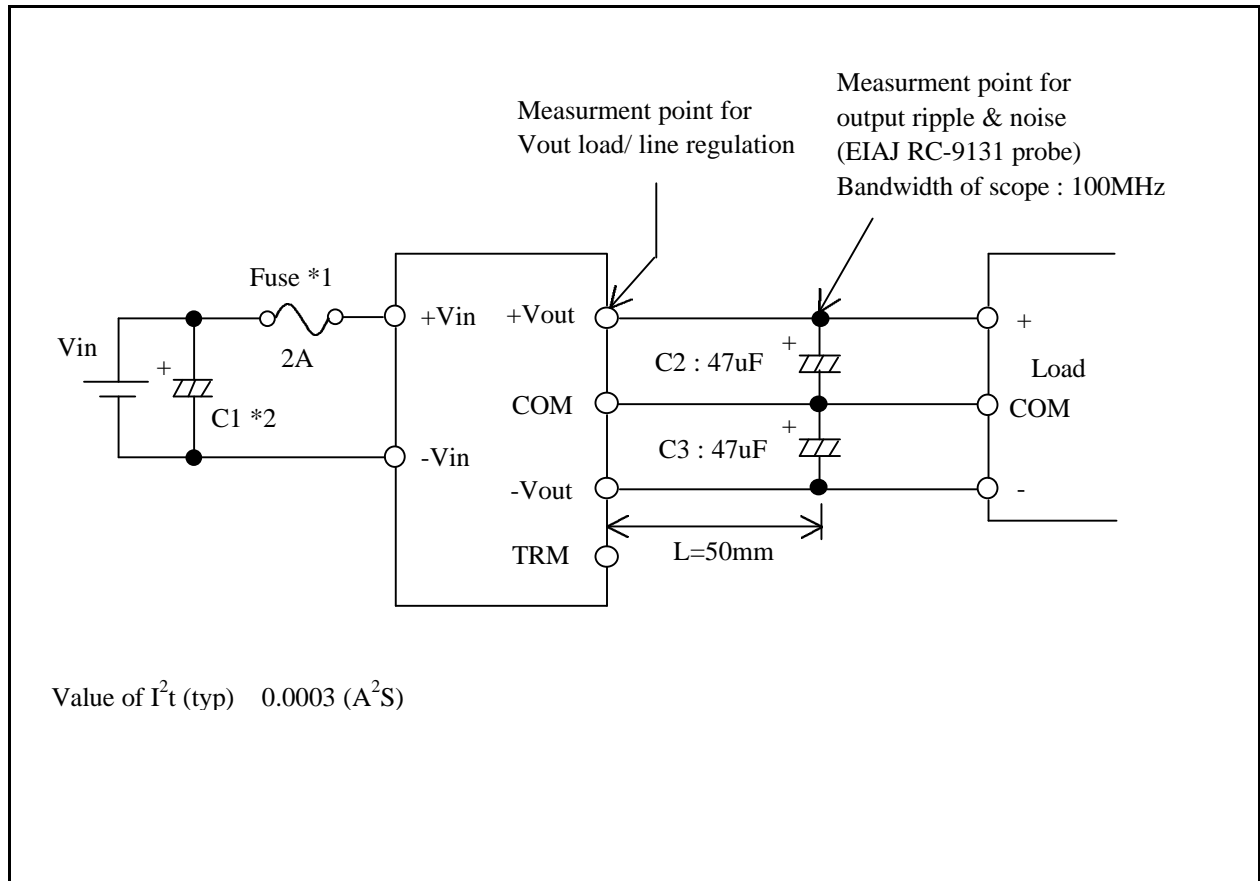 Measurment point for
Vout load/ line regulation
Measurment point for
output ripple & noise
(EIAJ RC-9131 probe)
Bandwidth of scope : 100MHz
Fuse *1
2A
Vin
+
C1 *2
+Vin
-Vin
+Vout
COM
-Vout
TRM
C2 : 47uF
+
C3 : 47uF
+
L=50mm
+
Load
COM
-
Value of I²t (typ) 0.0003 (A²S)